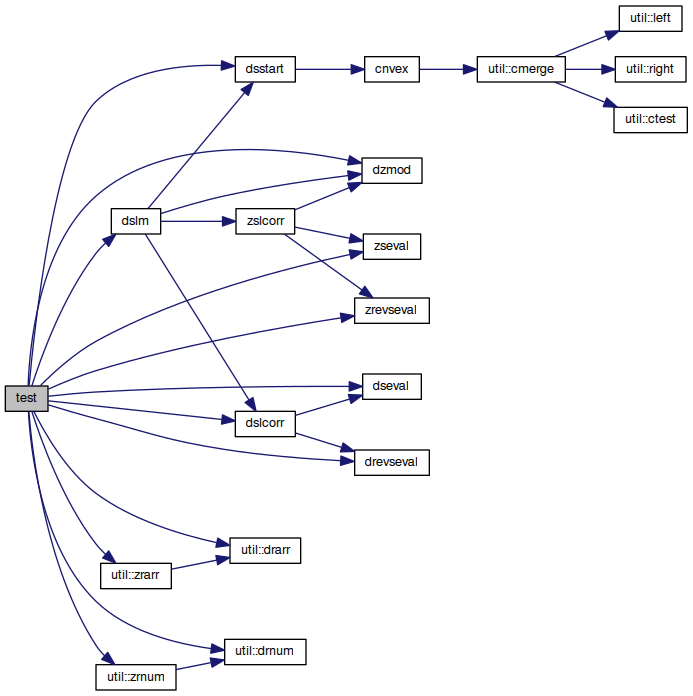 util::left
dsstart
cnvex
util::cmerge
util::right
util::ctest
dzmod
dslm
zslcorr
zseval
zrevseval
dseval
test
dslcorr
drevseval
util::drarr
util::zrarr
util::drnum
util::zrnum